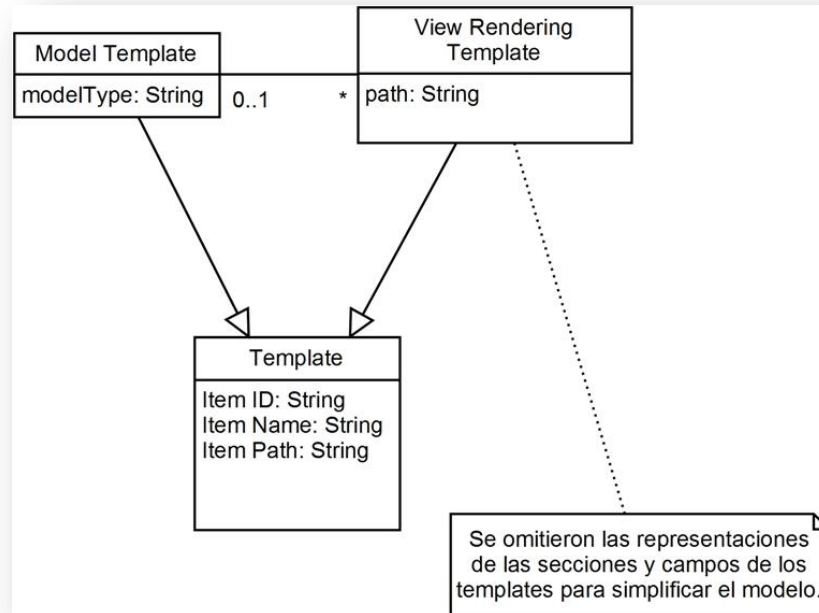 Model Template
modelType: String
0..1
*
View Rendering
Template
path: String
Template
Item ID: String
Item Name: String
Item Path: String
Se omitieron las representaciones
de las secciones y campos de los
templates para simplificar el modelo.